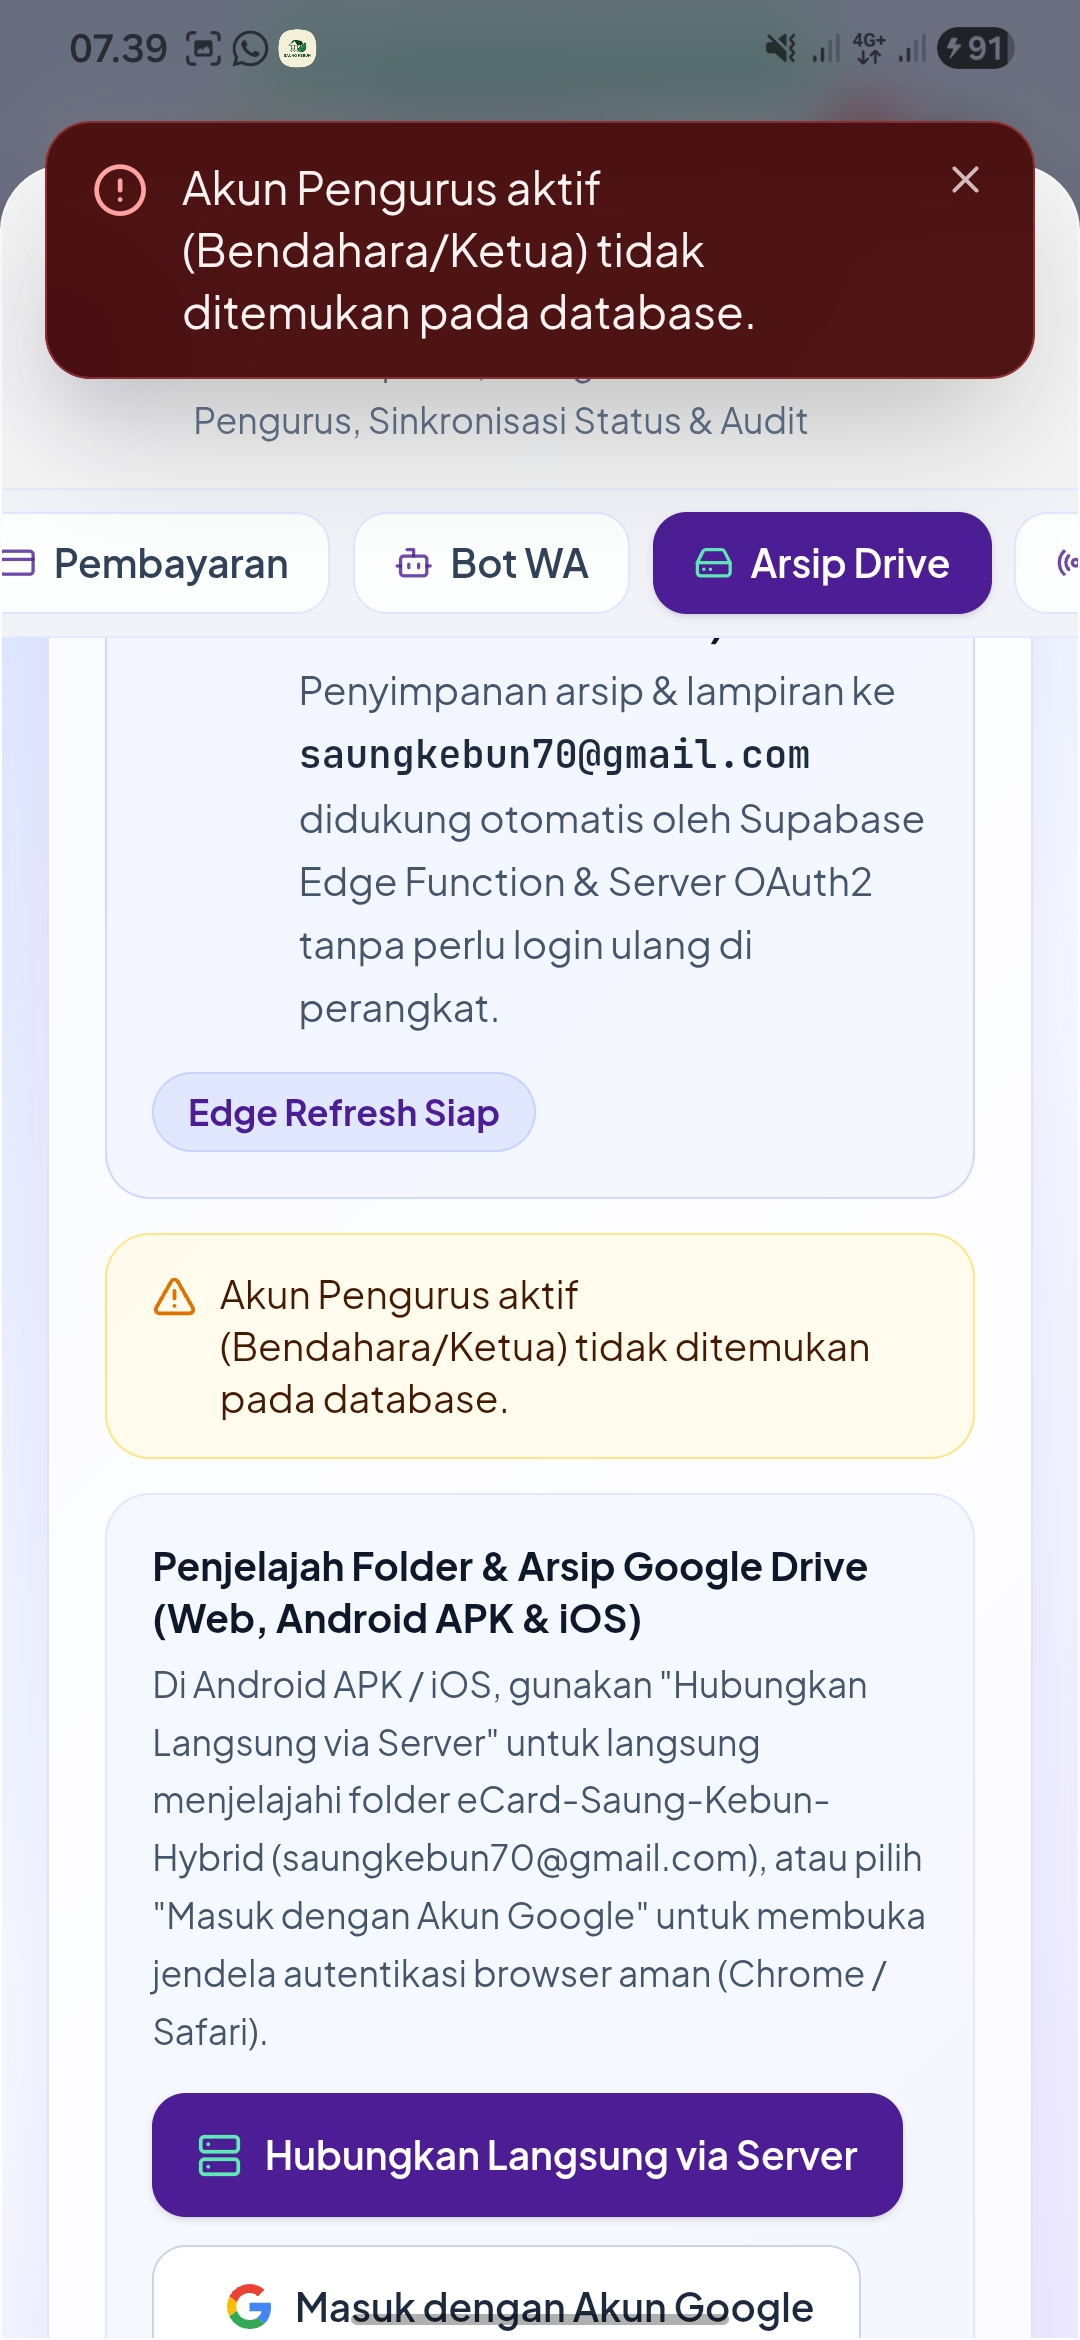 07.39
4G+
91
Akun Pengurus aktif
(Bendahara/Ketua) tidak
ditemukan pada database.
Pengurus, Sinkronisasi Status & Audit
Pembayaran
Bot WA
Arsip Drive
Penyimpanan arsip & lampiran ke
saungkebun70@gmail.com
didukung otomatis oleh Supabase
Edge Function & Server OAuth2
tanpa perlu login ulang di
perangkat.
Edge Refresh Siap
Akun Pengurus aktif
(Bendahara/Ketua) tidak ditemukan
pada database.
Penjelajah Folder & Arsip Google Drive
(Web, Android APK & iOS)
Di Android APK / iOS, gunakan "Hubungkan
Langsung via Server" untuk langsung
menjelajahi folder eCard-Saung-Kebun-
Hybrid (saungkebun70@gmail.com), atau pilih
"Masuk dengan Akun Google" untuk membuka
jendela autentikasi browser aman (Chrome /
Safari).
Hubungkan Langsung via Server
Masuk dengan Akun Google